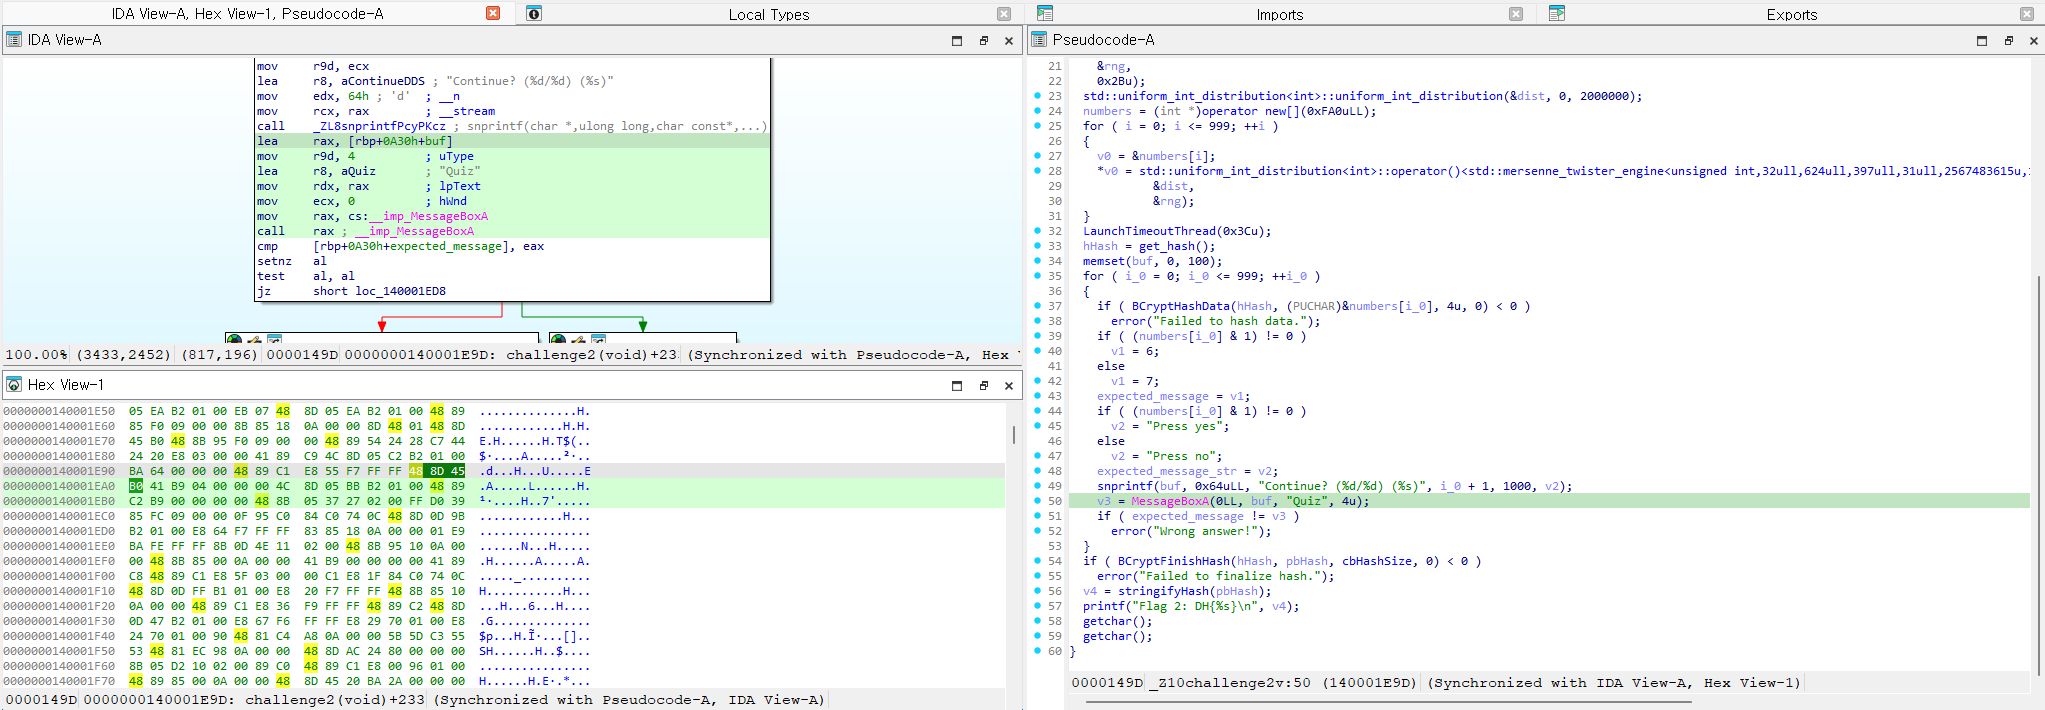 IDA View-A, Hex View-1, Pseudocode-A
Local Types
Imports
Exports
IDA View-A
mov r9d, ecx
lea r8, aContinueDDS ; "Continue? (%d/%d) (%s)"
mov edx, 64h ; 'd' ; __n
mov rcx, rax ; __stream
call _ZL8snprintfPcyPKcz ; snprintf(char *,ulong long,char const*,...)
lea rax, [rbp+0A30h+buf]
mov r9d, 4 ; uType
lea r8, aQuiz ; "Quiz"
mov rdx, rax ; lpText
mov ecx, 0 ; hWnd
mov rax, cs:__imp_MessageBoxA
call rax ; __imp_MessageBoxA
cmp [rbp+0A30h+expected_message], eax
setnz al
test al, al
jz short loc_140001ED8
100.00% (3433,2452) (817,196) 0000149D 0000000140001E9D: challenge2(void)+23 (Synchronized with Pseudocode-A, Hex
Hex View-1
0000000140001E50 05 EA B2 01 00 EB 07 48 8D 05 EA B2 01 00 48 89 ..............H.
0000000140001E60 85 F0 09 00 00 8B 85 18 0A 00 00 8D 48 01 48 8D ............H.H.
0000000140001E70 45 B0 48 8B 95 F0 09 00 00 48 89 54 24 28 C7 44 E.H......H.T$(..
0000000140001E80 24 20 E8 03 00 00 41 89 C9 4C 8D 05 C2 B2 01 00 $·....A.....²...
0000000140001E90 BA 64 00 00 00 48 89 C1 E8 55 F7 FF FF 48 8D 45 .d...H...U.....E
0000000140001EA0 B0 41 B9 04 00 00 00 4C 8D 05 BB B2 01 00 48 89 .A.....L......H.
0000000140001EB0 C2 B9 00 00 00 00 48 8B 05 37 27 02 00 FF D0 39 ¹·....H..7'.....
0000000140001EC0 85 FC 09 00 00 0F 95 C0 84 C0 74 0C 48 8D 0D 9B ............H...
0000000140001ED0 B2 01 00 E8 64 F7 FF FF 83 85 18 0A 00 00 01 E9 ................
0000000140001EE0 BA FE FF FF 8B 0D 4E 11 02 00 48 8B 95 10 0A 00 ......N...H.....
0000000140001EF0 00 48 8B 85 00 0A 00 00 41 B9 00 00 00 00 41 89 .H......A.....A.
0000000140001F00 C8 48 89 C1 E8 5F 03 00 00 C1 E8 1F 84 C0 74 0C ....._..........
0000000140001F10 48 8D 0D DF B1 01 00 E8 20 F7 FF FF 48 8B 85 10 H...........H...
0000000140001F20 0A 00 00 48 89 C1 E8 36 F9 FF FF 48 89 C2 48 8D ...H...6...H....
0000000140001F30 0D 47 B2 01 00 E8 67 F6 FF FF E8 29 70 01 00 E8 .G..............
0000000140001F40 24 70 01 00 90 48 81 C4 A8 0A 00 00 5B 5D C3 55 $p...H.Ï·...[]..
0000000140001F50 53 48 81 EC 98 0A 00 00 48 8D AC 24 80 00 00 00 SH......H..$....
0000000140001F60 8B 05 D2 10 02 00 89 C0 48 89 C1 E8 00 96 01 00 ................
0000000140001F70 48 89 85 00 0A 00 00 48 8D 45 20 BA 2A 00 00 00 H......H.E·.*...
0000149D 0000000140001E9D: challenge2(void)+233 (Synchronized with Pseudocode-A, IDA View-A)
Pseudocode-A
21 &rng,
22 0x2Bu);
23 std::uniform_int_distribution<int>::uniform_int_distribution(&dist, 0, 2000000);
24 numbers = (int *)operator new[](0xFA0uLL);
25 for ( i = 0; i <= 999; ++i )
26 {
27 v0 = &numbers[i];
28 *v0 = std::uniform_int_distribution<int>::operator()<std::mersenne_twister_engine<unsigned int,32ull,624ull,397ull,31ull,2567483615u,
29 &dist,
30 &rng);
31 }
32 LaunchTimeoutThread(0x3Cu);
33 hHash = get_hash();
34 memset(buf, 0, 100);
35 for ( i_0 = 0; i_0 <= 999; ++i_0 )
36 {
37 if ( BCryptHashData(hHash, (PUCHAR)&numbers[i_0], 4u, 0) < 0 )
38 error("Failed to hash data.");
39 if ( (numbers[i_0] & 1) != 0 )
40 v1 = 6;
41 else
42 v1 = 7;
43 expected_message = v1;
44 if ( (numbers[i_0] & 1) != 0 )
45 v2 = "Press yes";
46 else
47 v2 = "Press no";
48 expected_message_str = v2;
49 snprintf(buf, 0x64uLL, "Continue? (%d/%d) (%s)", i_0 + 1, 1000, v2);
50 v3 = MessageBoxA(0LL, buf, "Quiz", 4u);
51 if ( expected_message != v3 )
52 error("Wrong answer!");
53 }
54 if ( BCryptFinishHash(hHash, pbHash, cbHashSize, 0) < 0 )
55 error("Failed to finalize hash.");
56 v4 = stringifyHash(pbHash);
57 printf("Flag 2: DH{%s}\n", v4);
58 getchar();
59 getchar();
60 }
0000149D _Z10challenge2v:50 (140001E9D) (Synchronized with IDA View-A, Hex View-1)